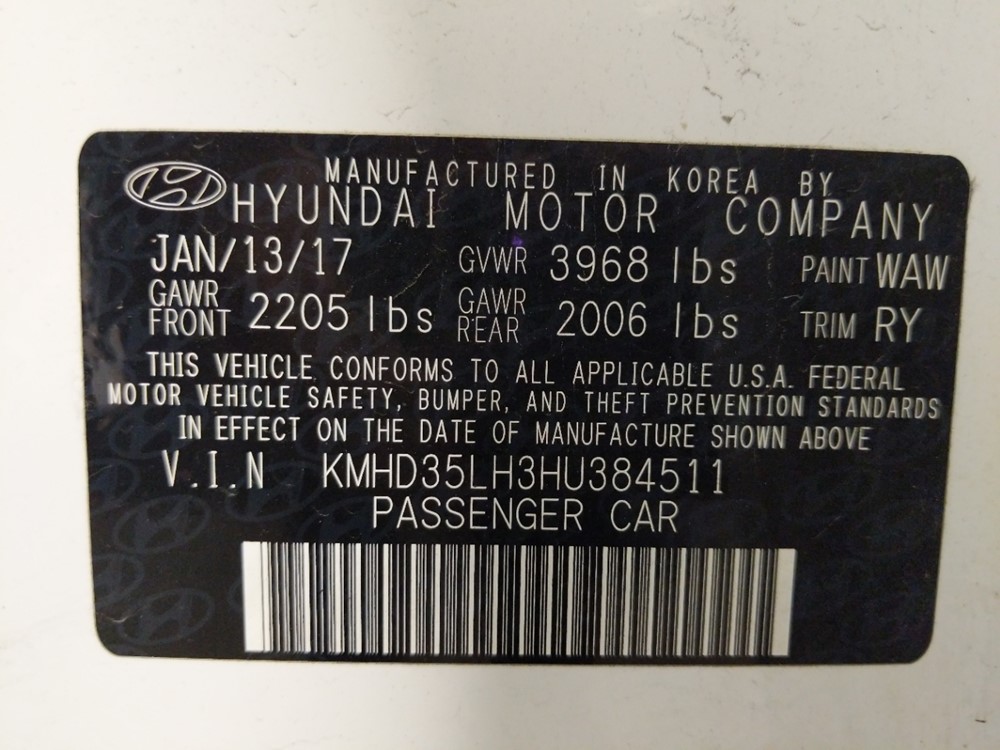 MANUFACTURED IN KOREA BY
HYUNDAI MOTOR COMPANY
JAN/13/17 GVWR 3968 lbs PAINT WAW
GAWR FRONT 2205 lbs GAWR REAR 2006 lbs TRIM RY
THIS VEHICLE CONFORMS TO ALL APPLICABLE U.S.A. FEDERAL
MOTOR VEHICLE SAFETY, BUMPER, AND THEFT PREVENTION STANDARDS
IN EFFECT ON THE DATE OF MANUFACTURE SHOWN ABOVE
V.I.N KMHD35LH3HU384511
PASSENGER CAR